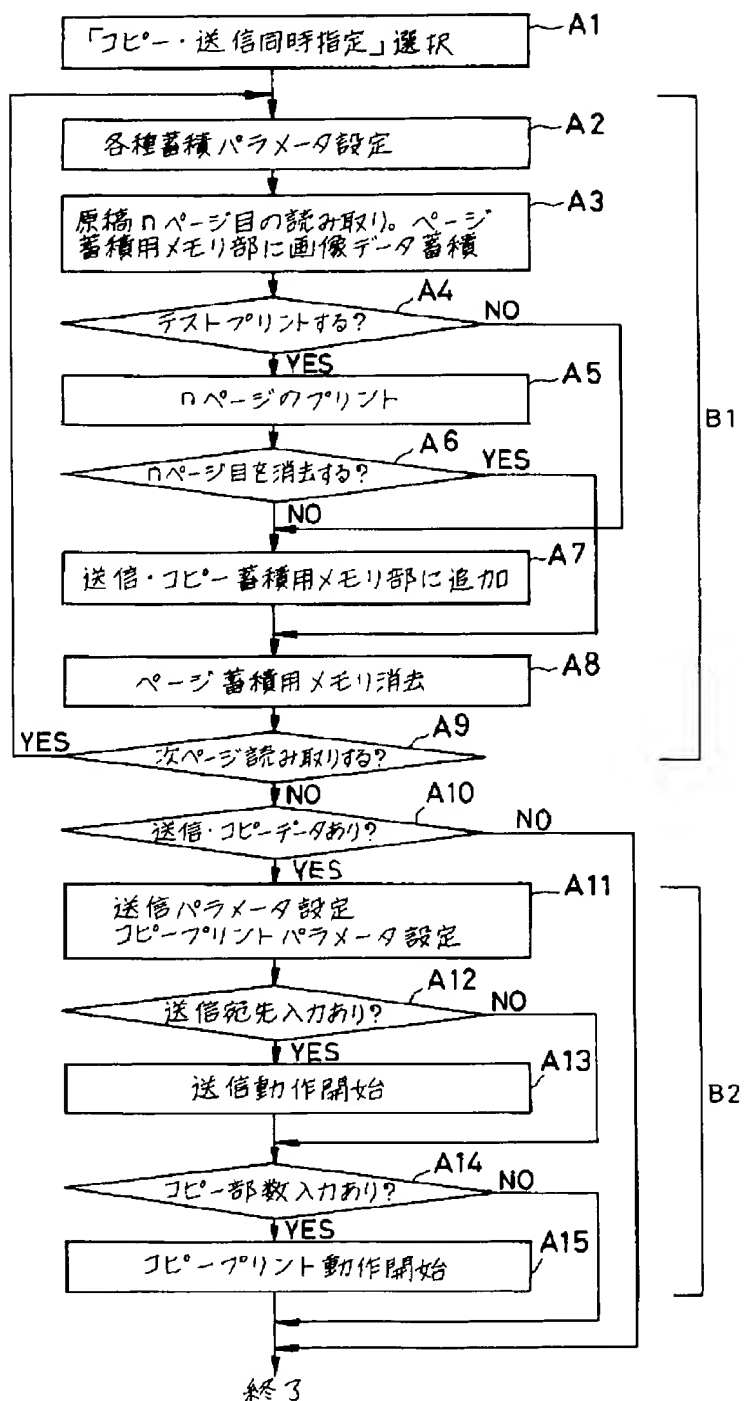 「コピー・送信同時指定」選択
A1
各種蓄積パラメータ設定
A2
原稿nページ目の読み取り。ページ
蓄積用メモリ部に画像データ蓄積
A3
テストプリントする?
A4
NO
YES
nページのプリント
A5
B1
nページ目を消去する?
A6
YES
NO
送信・コピー蓄積用メモリ部に追加
A7
ページ蓄積用メモリ消去
A8
YES
次ページ読み取りする?
A9
NO
送信・コピーデータあり?
A10
NO
YES
送信パラメータ設定
コピープリントパラメータ設定
A11
送信宛先入力あり?
A12
NO
YES
送信動作開始
A13
B2
コピー部数入力あり?
A14
NO
YES
コピープリント動作開始
A15
終了